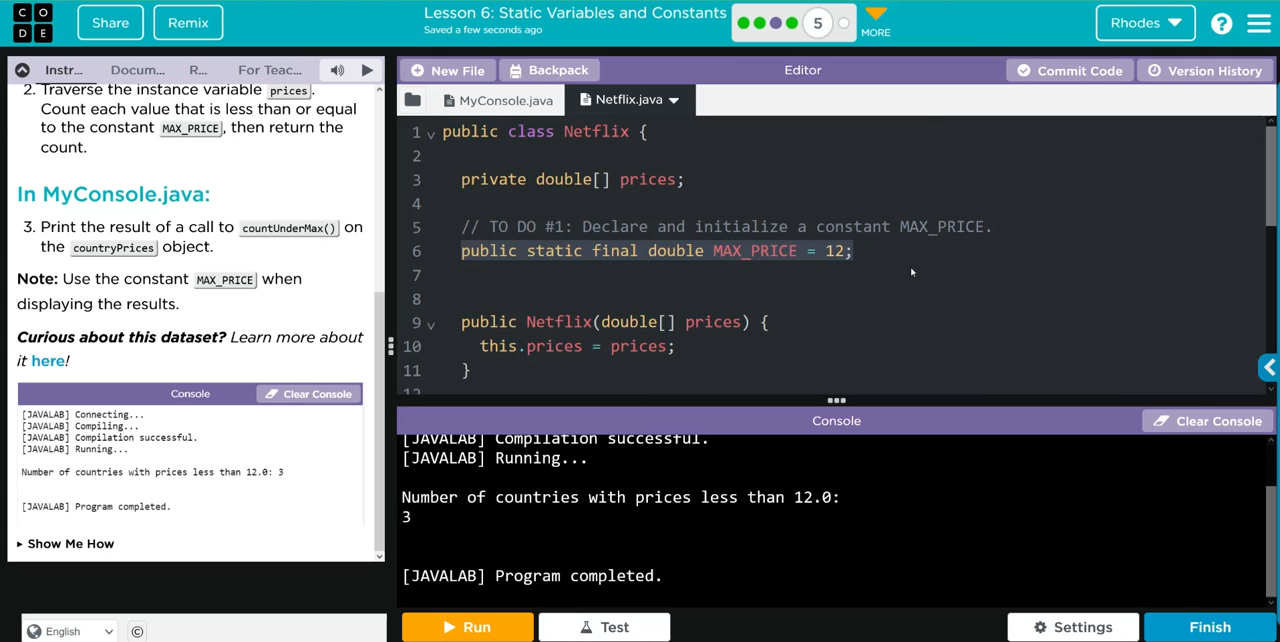 CO
DE
Share
Remix
Lesson 6: Static Variables and Constants
Saved a few seconds ago
5
MORE
Rhodes
?
Instr...
Docum...
R...
For Teac...
2. Traverse the instance variable prices.
Count each value that is less than or equal
to the constant MAX_PRICE, then return the
count.
In MyConsole.java:
3. Print the result of a call to countUnderMax() on
the countryPrices object.
Note: Use the constant MAX_PRICE when
displaying the results.
Curious about this dataset? Learn more about
it here!
Console
Clear Console
[JAVALAB] Connecting...
[JAVALAB] Compiling...
[JAVALAB] Compilation successful.
[JAVALAB] Running...
Number of countries with prices less than 12.0: 3
[JAVALAB] Program completed.
Show Me How
English
©
New File
Backpack
Editor
Commit Code
Version History
MyConsole.java
Netflix.java
1 public class Netflix {
2
3 private double[] prices;
4
5 // TO DO #1: Declare and initialize a constant MAX_PRICE.
6 public static final double MAX_PRICE = 12;
7
8
9 public Netflix(double[] prices) {
10 this.prices = prices;
11 }
12
Console
Clear Console
[JAVALAB] Compilation successful.
[JAVALAB] Running...
Number of countries with prices less than 12.0:
3
[JAVALAB] Program completed.
Run
Test
Settings
Finish